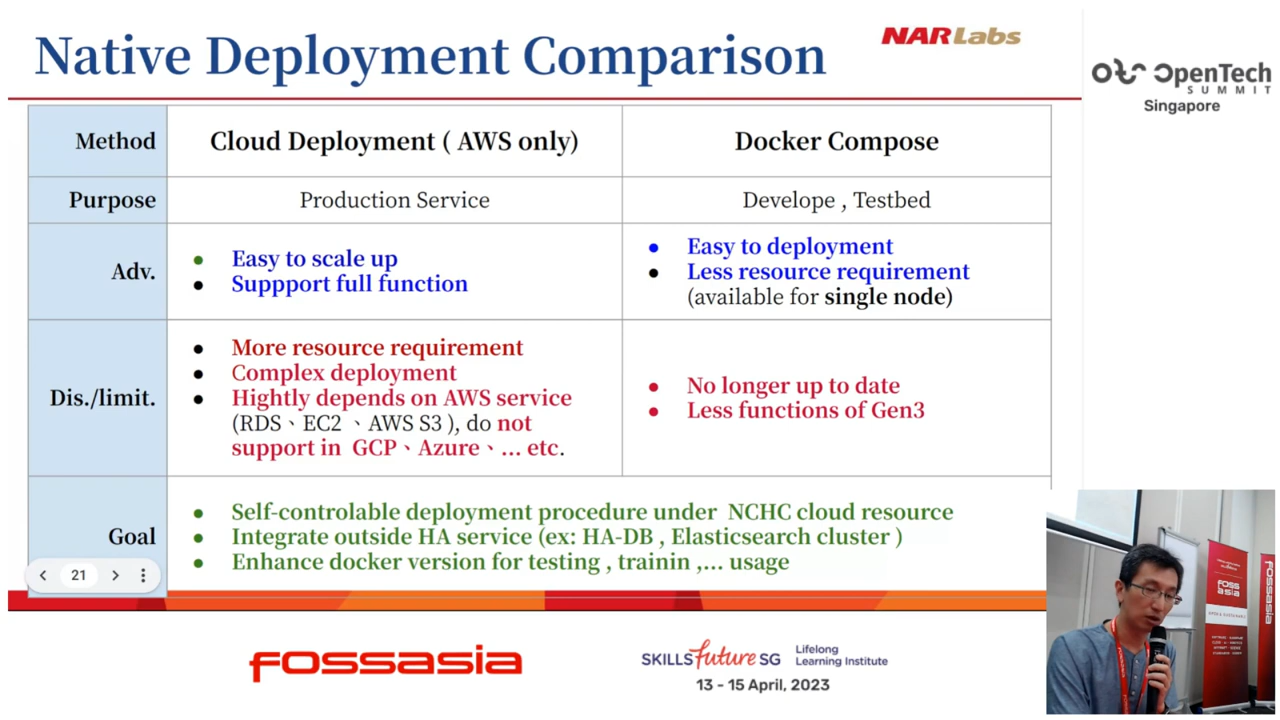 Native Deployment Comparison
NARLabs
OpenTech
SUMMIT
Singapore
Method
Cloud Deployment ( AWS only)
Docker Compose
Purpose
Production Service
Develope , Testbed
Adv.
● Easy to scale up
● Suppport full function
● Easy to deployment
● Less resource requirement
(available for single node)
Dis./limit.
● More resource requirement
● Complex deployment
● Hightly depends on AWS service
(RDS、EC2 、AWS S3 ), do not
support in GCP、Azure、... etc.
● No longer up to date
● Less functions of Gen3
Goal
● Self-controlable deployment procedure under NCHC cloud resource
● Integrate outside HA service (ex: HA-DB , Elasticsearch cluster )
● Enhance docker version for testing , trainin ,... usage
21
FOSSASIA
SKILLS future SG
Lifelong
Learning Institute
13 - 15 April, 2023
FOSS
ASIA
FOSSASIA